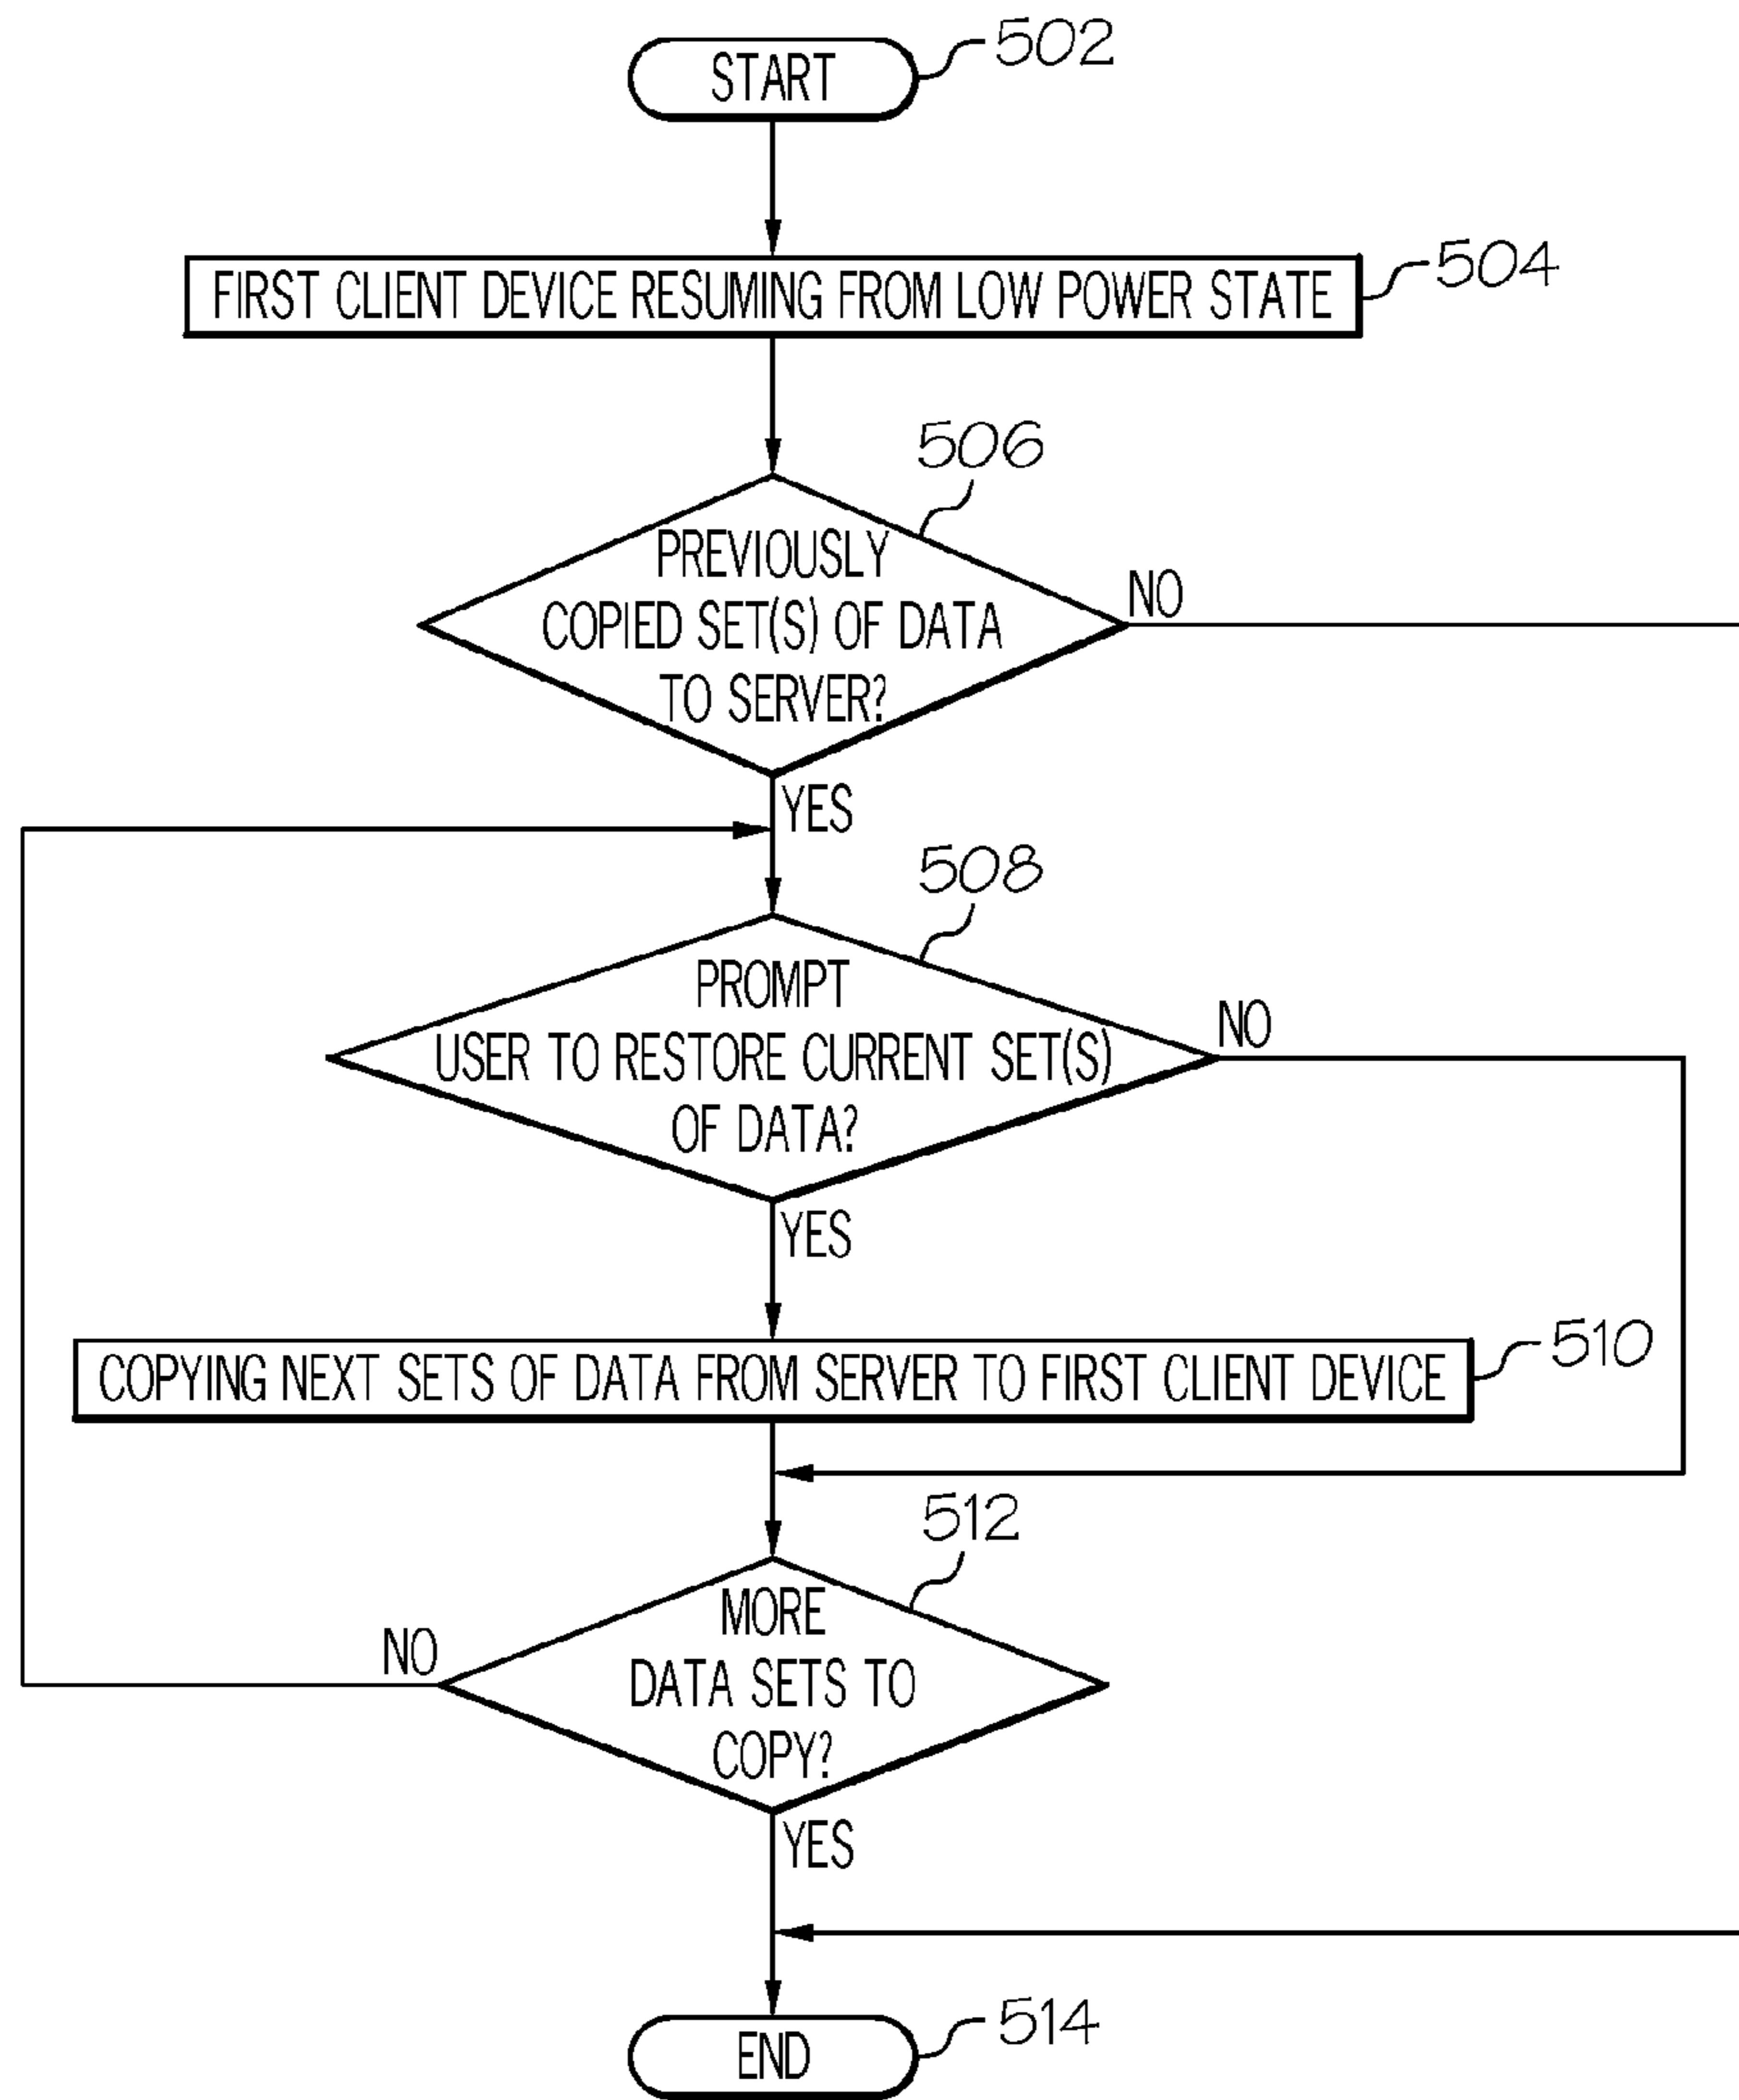 START
502
FIRST CLIENT DEVICE RESUMING FROM LOW POWER STATE
504
506
PREVIOUSLY
COPIED SET(S) OF DATA
TO SERVER?
NO
YES
508
PROMPT
USER TO RESTORE CURRENT SET(S)
OF DATA?
NO
YES
COPYING NEXT SETS OF DATA FROM SERVER TO FIRST CLIENT DEVICE
510
512
MORE
DATA SETS TO
COPY?
NO
YES
END
514